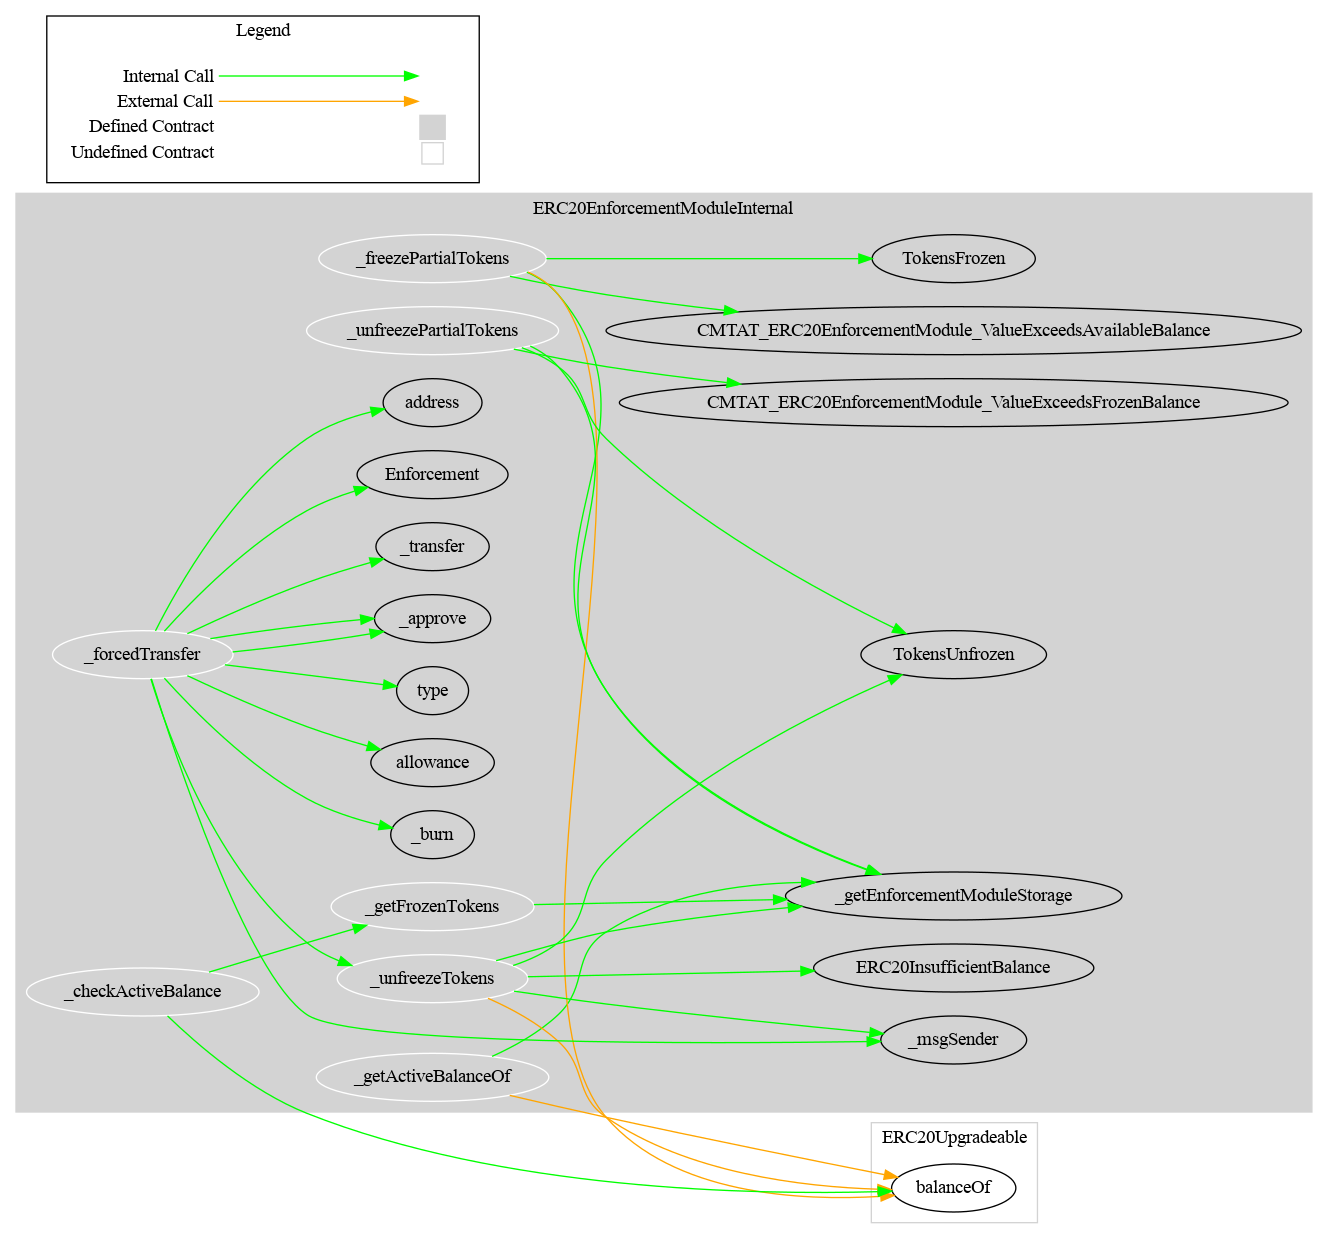 Legend
Internal Call
External Call
Defined Contract
Undefined Contract
ERC20EnforcementModuleInternal
_freezePartialTokens
TokensFrozen
_unfreezePartialTokens
CMTAT_ERC20EnforcementModule_ValueExceedsAvailableBalance
address
CMTAT_ERC20EnforcementModule_ValueExceedsFrozenBalance
Enforcement
_transfer
_approve
_forcedTransfer
TokensUnfrozen
type
allowance
_burn
_getFrozenTokens
_getEnforcementModuleStorage
_checkActiveBalance
_unfreezeTokens
ERC20InsufficientBalance
_msgSender
_getActiveBalanceOf
ERC20Upgradeable
balanceOf